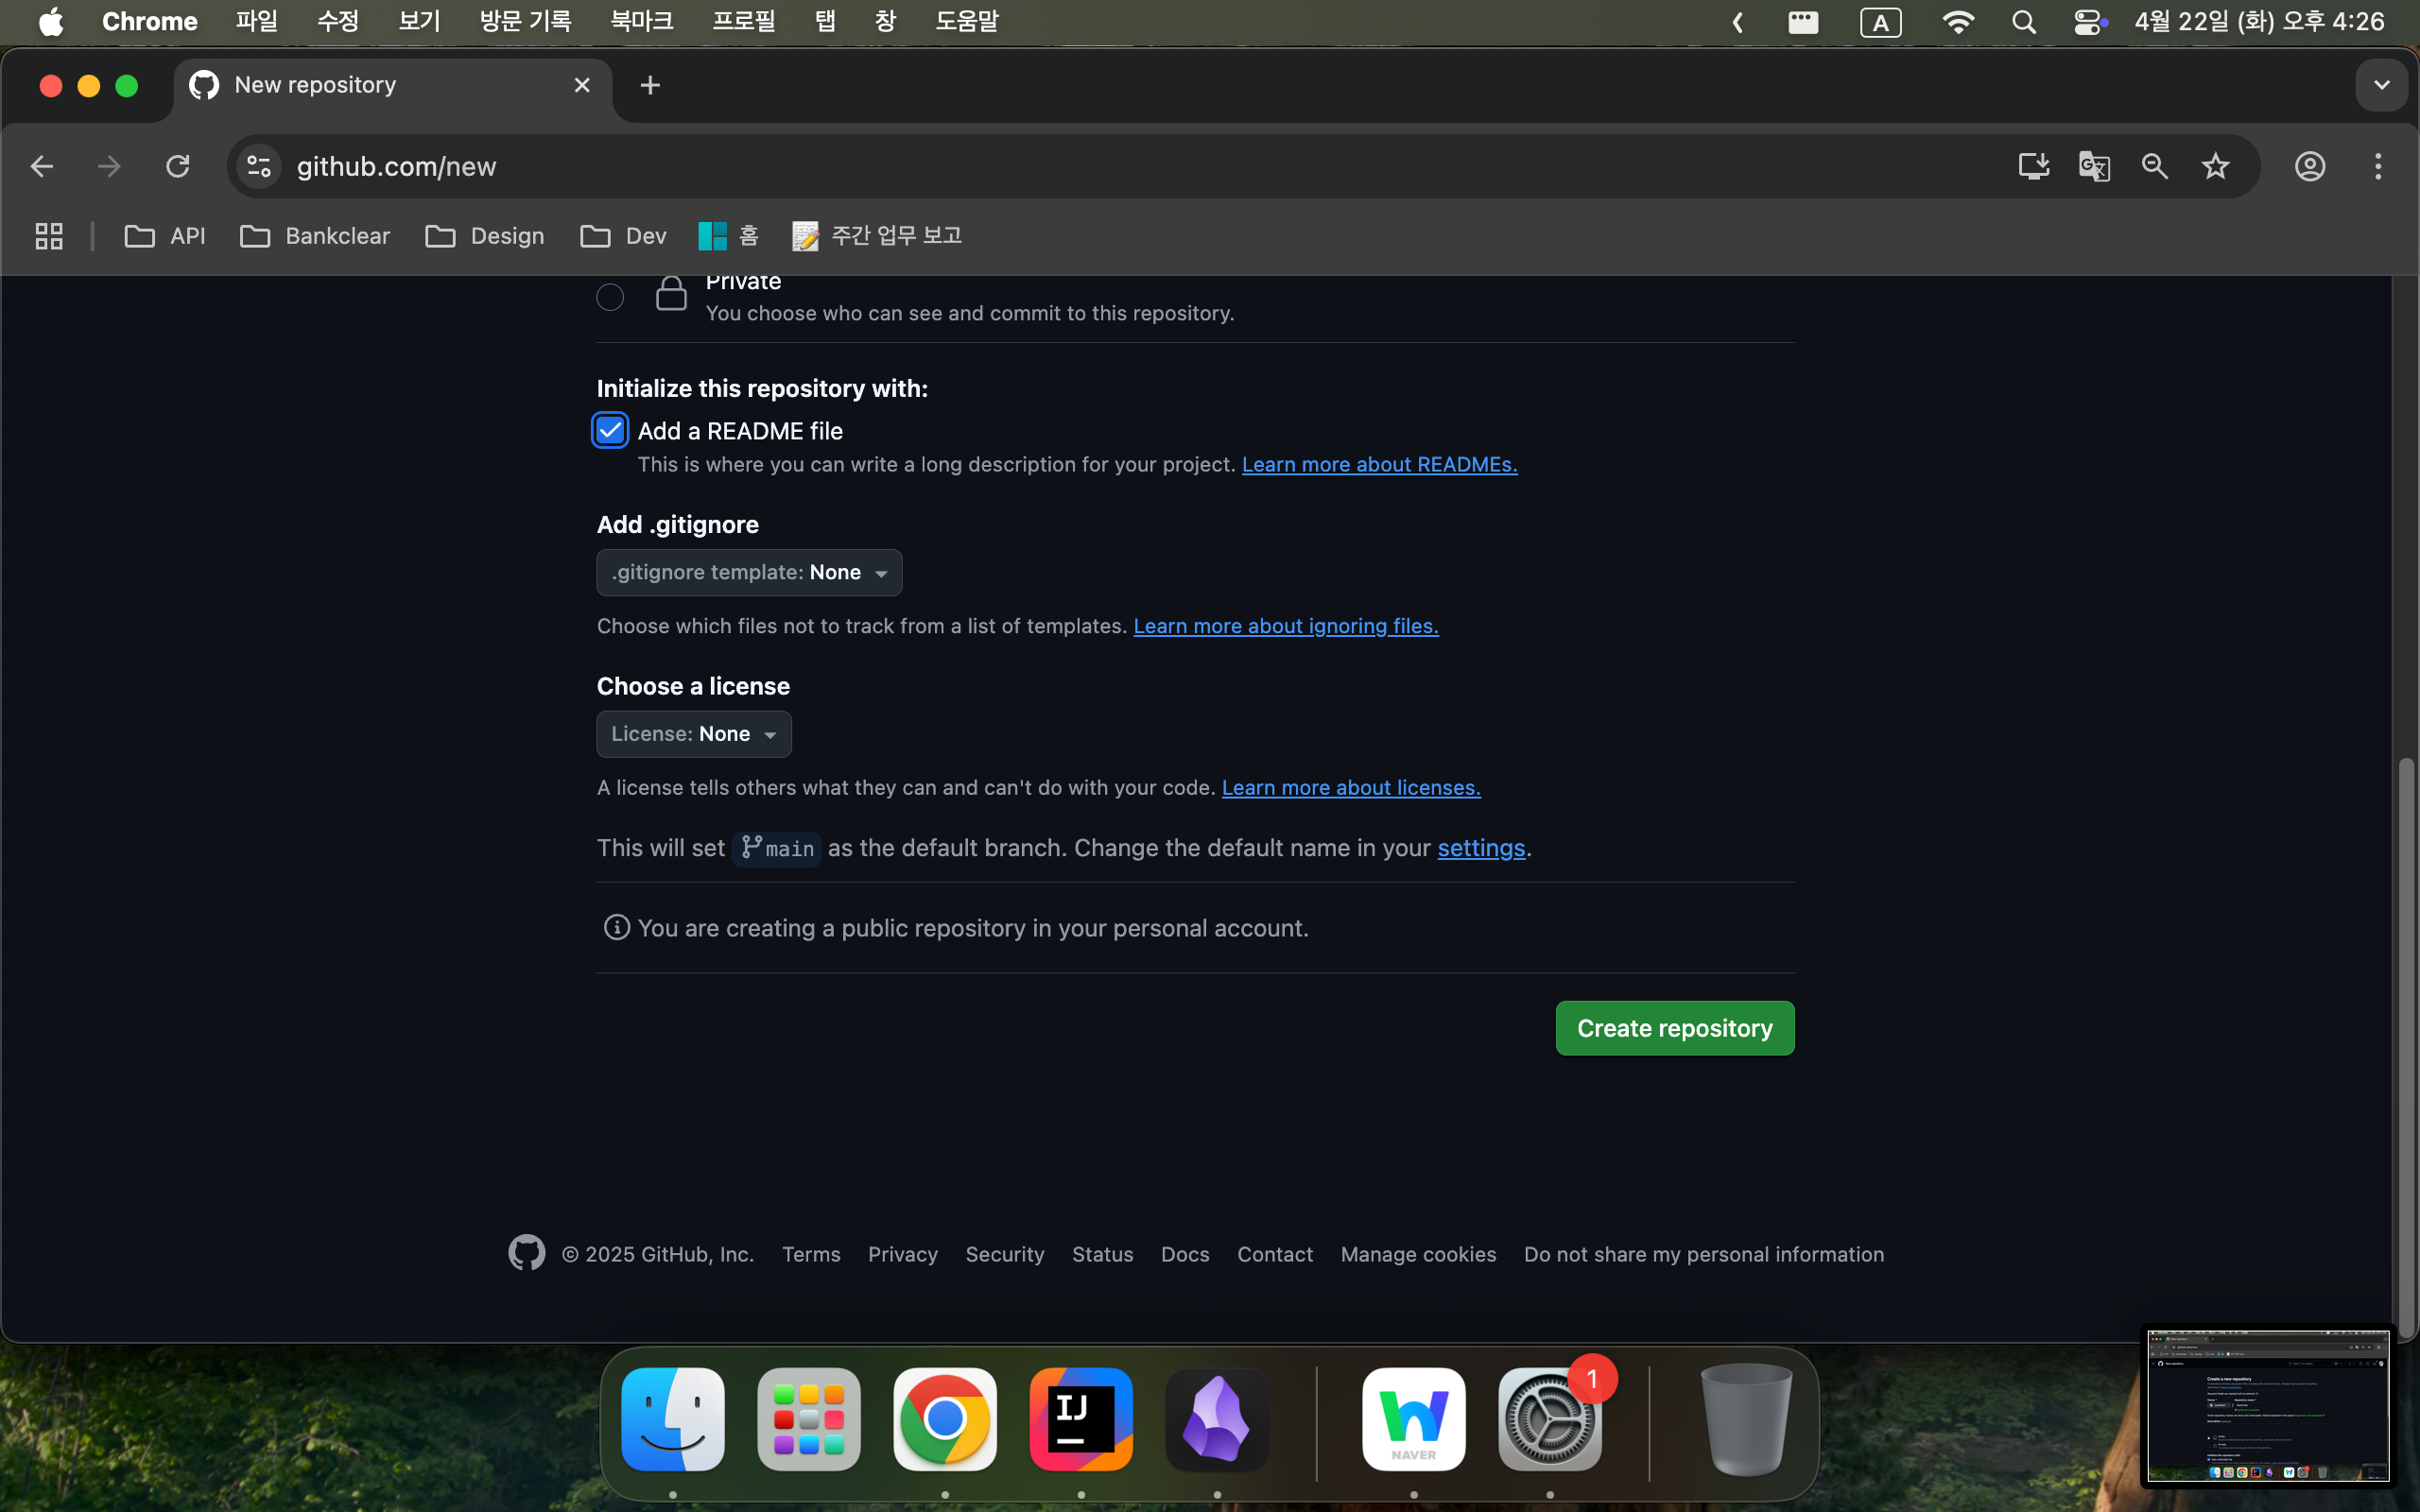 Chrome 파일 수정 보기 방문 기록 북마크 프로필 탭 창 도움말 A 4월 22일 (화) 오후 4:26
New repository
github.com/new
API Bankclear Design Dev 홈 주간 업무 보고
Private
You choose who can see and commit to this repository.
Initialize this repository with:
Add a README file
This is where you can write a long description for your project. Learn more about READMEs.
Add .gitignore
.gitignore template: None
Choose which files not to track from a list of templates. Learn more about ignoring files.
Choose a license
License: None
A license tells others what they can and can't do with your code. Learn more about licenses.
This will set main as the default branch. Change the default name in your settings.
You are creating a public repository in your personal account.
Create repository
© 2025 GitHub, Inc. Terms Privacy Security Status Docs Contact Manage cookies Do not share my personal information
IJ
NAVER
1